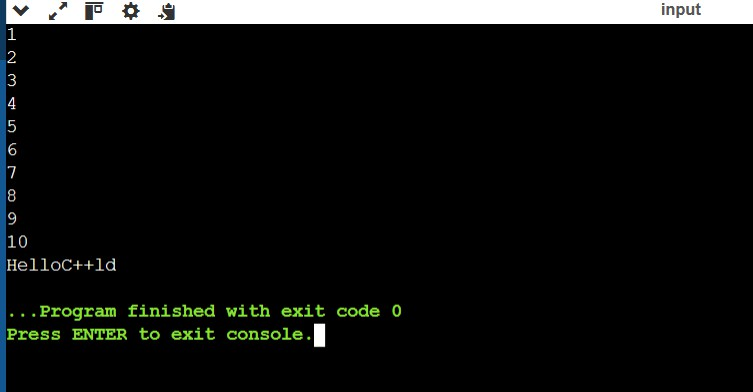 input
1
2
3
4
5
6
7
8
9
10
HelloC++ld
...Program finished with exit code 0
Press ENTER to exit console.